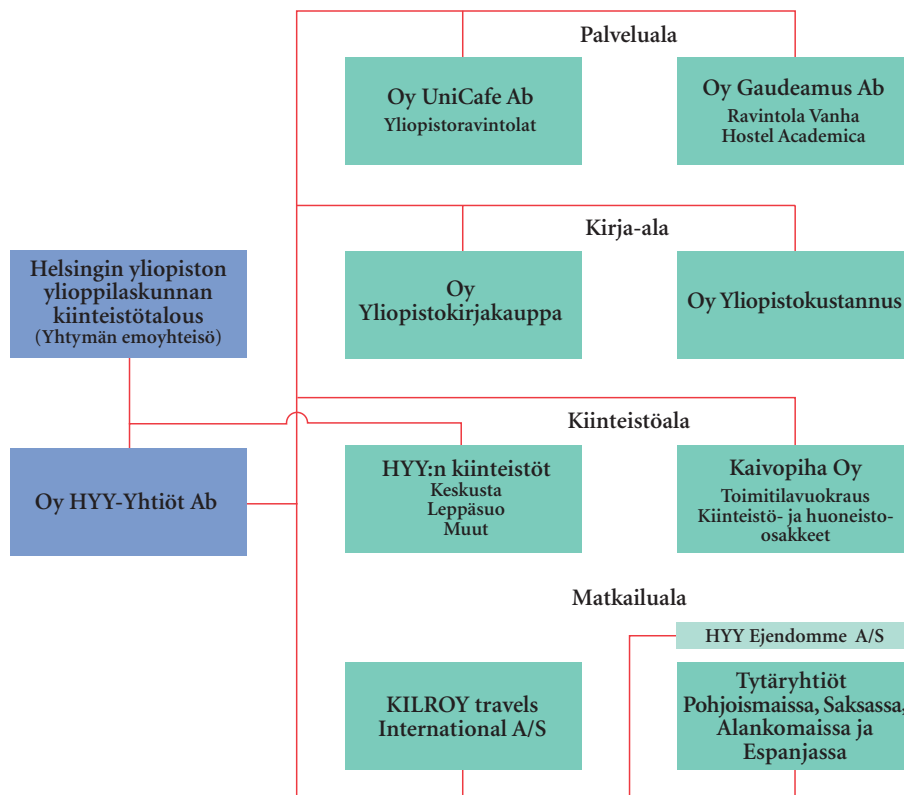 Palveluala
Oy UniCafe Ab
Yliopistoravintolat
Oy Gaudeamus Ab
Ravintola Vanha
Hostel Academica
Kirja-ala
Helsingin yliopiston
ylioppilaskunnan
kiinteistötalous
(Yhtymän emoyhteisö)
Oy
Yliopistokirjakauppa
Oy Yliopistokustannus
Kiinteistöala
Oy HYY-Yhtiöt Ab
HYY:n kiinteistöt
Keskusta
Leppäsuo
Muut
Kaivopiha Oy
Toimitilavuokraus
Kiinteistö- ja huoneisto-
osakkeet
Matkailuala
HYY Ejendomme A/S
KILROY travels
International A/S
Tytäryhtiöt
Pohjoismaissa, Saksassa,
Alankomaissa ja
Espanjassa